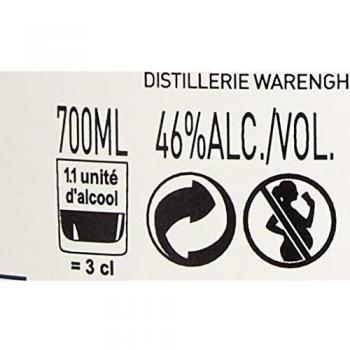 DISTILLERIE WARENGH
700ML 46%ALC./VOL.
1.1 unité
d'alcool
= 3 cl